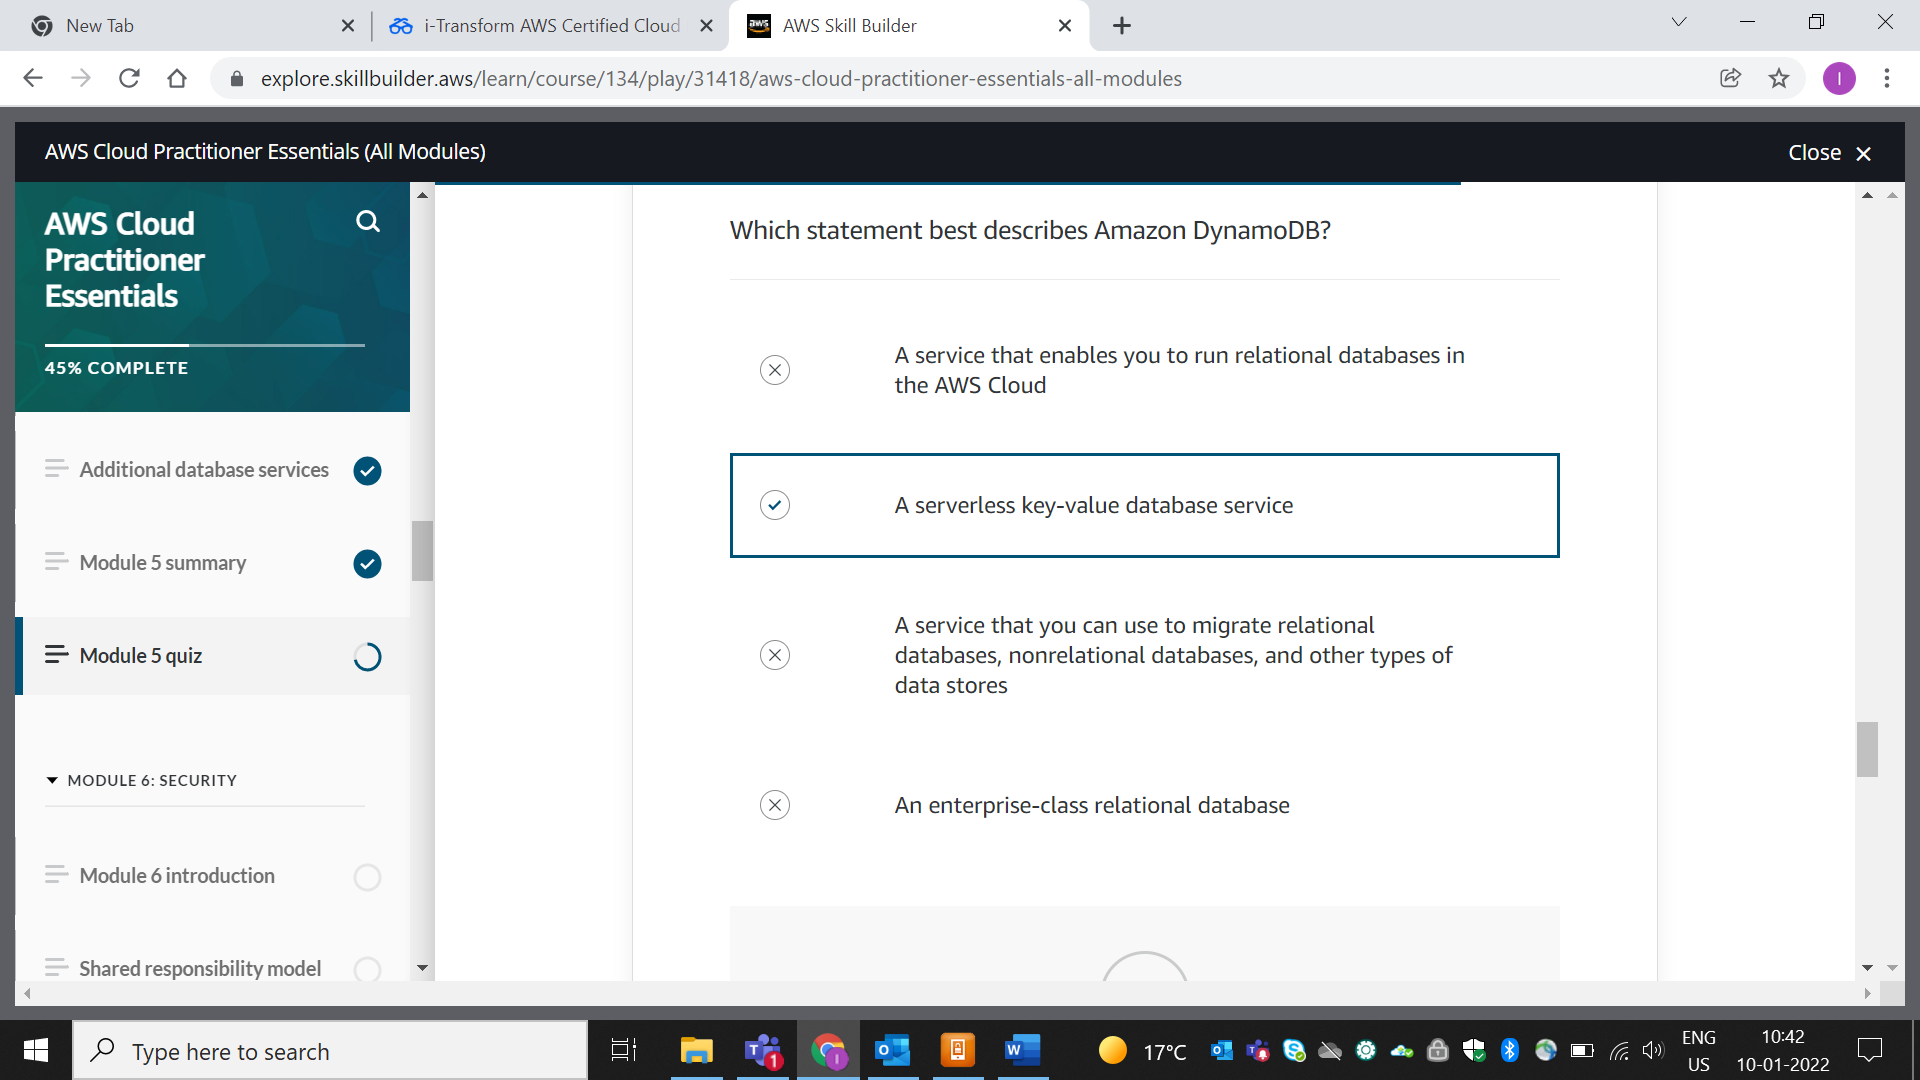 New Tab
i-Transform AWS Certified Cloud
aws
AWS Skill Builder
explore.skillbuilder.aws/learn/course/134/play/31418/aws-cloud-practitioner-essentials-all-modules
I
AWS Cloud Practitioner Essentials (All Modules)
Close
AWS Cloud
Practitioner
Essentials
45% COMPLETE
Additional database services
Module 5 summary
Module 5 quiz
MODULE 6: SECURITY
Module 6 introduction
Shared responsibility model
Which statement best describes Amazon DynamoDB?
A service that enables you to run relational databases in
the AWS Cloud
A serverless key-value database service
A service that you can use to migrate relational
databases, nonrelational databases, and other types of
data stores
An enterprise-class relational database
Type here to search
17°C
ENG
US
10:42
10-01-2022